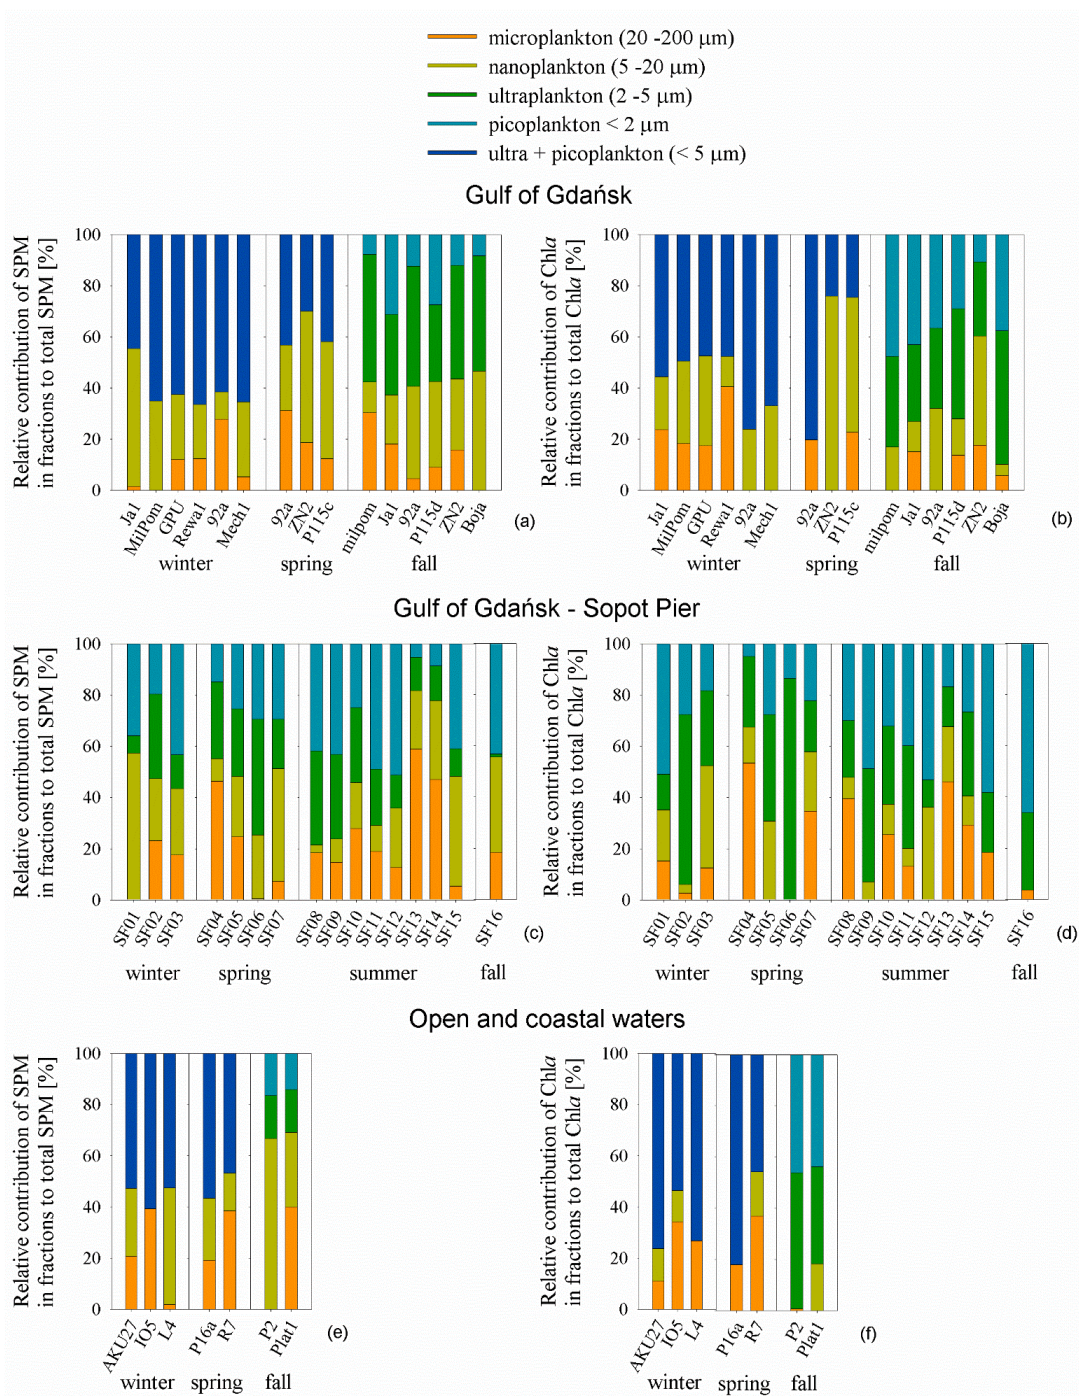 microplankton (20 -200 µm)
nanoplankton (5 -20 µm)
ultraplankton (2 -5 µm)
picoplankton < 2 µm
ultra + picoplankton (< 5 µm)
Gulf of Gdańsk
Relative contribution of SPM
in fractions to total SPM [%]
100
80
60
40
20
0
Ja1
MilPom
GPU
Rewa1
92a
Mech1
92a
ZN2
P115c
milpom
Ja1
92a
P115d
ZN2
Boja
winter
spring
fall
(a)
Relative contribution of Chla
in fractions to total Chla [%]
100
80
60
40
20
0
Ja1
MilPom
GPU
Rewa1
92a
Mech1
92a
ZN2
P115c
milpom
Ja1
92a
P115d
ZN2
Boja
winter
spring
fall
(b)
Gulf of Gdańsk - Sopot Pier
Relative contribution of SPM
in fractions to total SPM [%]
100
80
60
40
20
0
SF01
SF02
SF03
SF04
SF05
SF06
SF07
SF08
SF09
SF10
SF11
SF12
SF13
SF14
SF15
SF16
winter
spring
summer
fall
(c)
Relative contribution of Chla
in fractions to total Chla [%]
100
80
60
40
20
0
SF01
SF02
SF03
SF04
SF05
SF06
SF07
SF08
SF09
SF10
SF11
SF12
SF13
SF14
SF15
SF16
winter
spring
summer
fall
(d)
Open and coastal waters
Relative contribution of SPM
in fractions to total SPM [%]
100
80
60
40
20
0
AKU27
IO5
L4
P16a
R7
P2
Plat1
winter
spring
fall
(e)
Relative contribution of Chla
in fractions to total Chla [%]
100
80
60
40
20
0
AKU27
IO5
L4
P16a
R7
P2
Plat1
winter
spring
fall
(f)